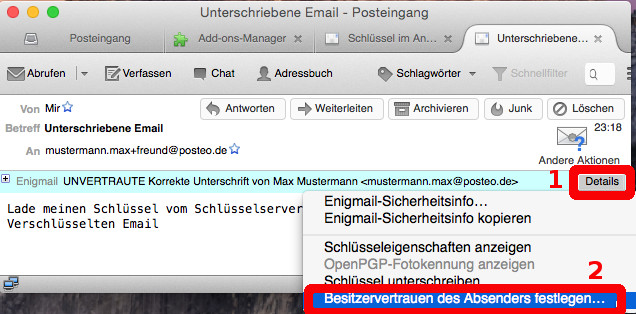 Unterschriebene Email - Posteingang
Posteingang
Add-ons-Manager
Schlüssel im An...
Unterschriebene...
Abrufen
Verfassen
Chat
Adressbuch
Schlagwörter
Schnellfilter
Von Mir
Antworten
Weiterleiten
Archivieren
Junk
Löschen
Betreff Unterschriebene Email
23:18
An mustermann.max+freund@posteo.de
Andere Aktionen
Enigmail UNVERTRAUTE Korrekte Unterschrift von Max Mustermann <mustermann.max@posteo.de>
1
Details
Lade meinen Schlüssel vom Schlüsselserver
Verschlüsselten Email
Enigmail-Sicherheitsinfo...
Enigmail-Sicherheitsinfo kopieren
Schlüsseleigenschaften anzeigen
OpenPGP-Fotokennung anzeigen
Schlüssel unterschreiben
2
Besitzervertrauen des Absenders festlegen...